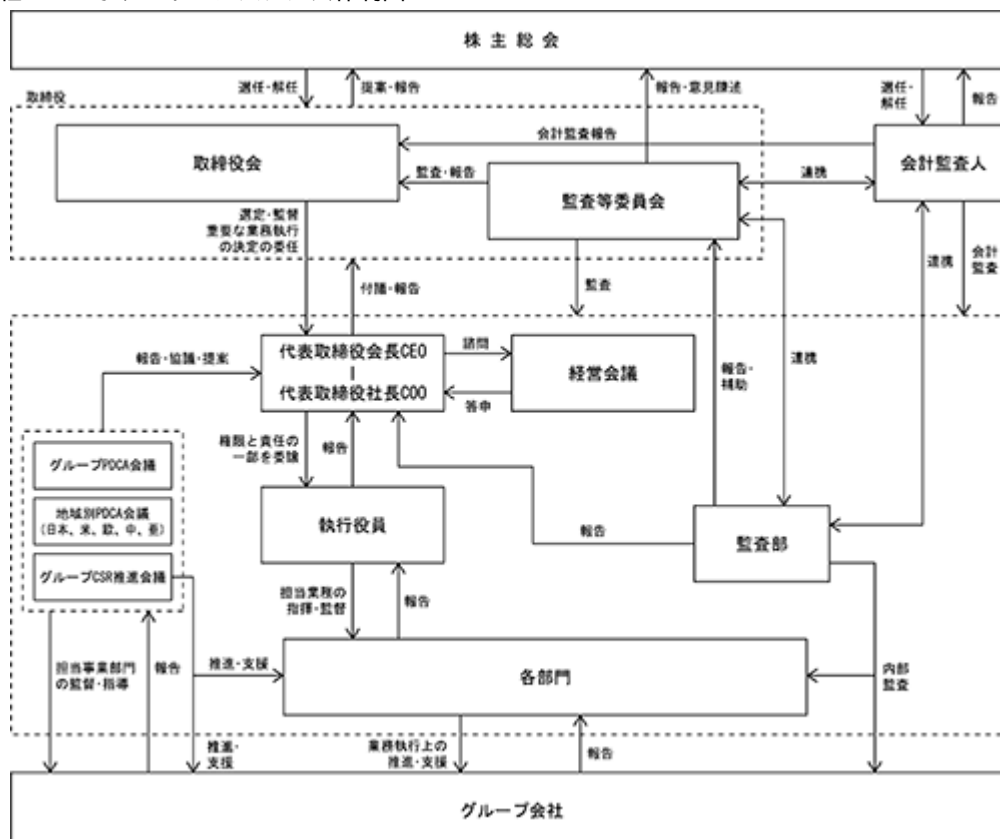 株主総会
選任・解任
提案・報告
報告・意見陳述
選任・
解任
報告
取締役
取締役会
会計監査報告
会計監査人
監査・報告
監査等委員会
連携
選定・監督
重要な業務執行
の決定の委任
付議・報告
監査
連携
会計
監査
報告・協議・提案
代表取締役会長CEO
代表取締役社長COO
諮問
答申
経営会議
報告・
補助
連携
権限と責任の
一部を委譲
報告
グループPDCA会議
地域別PDCA会議
(日本、米、欧、中、亜)
グループCSR推進会議
執行役員
報告
監査部
担当業務の
指揮・監督
報告
担当事業部門
の監督・指導
報告
推進・支援
各部門
内部
監査
推進・
支援
業務執行上の
推進・支援
報告
グループ会社